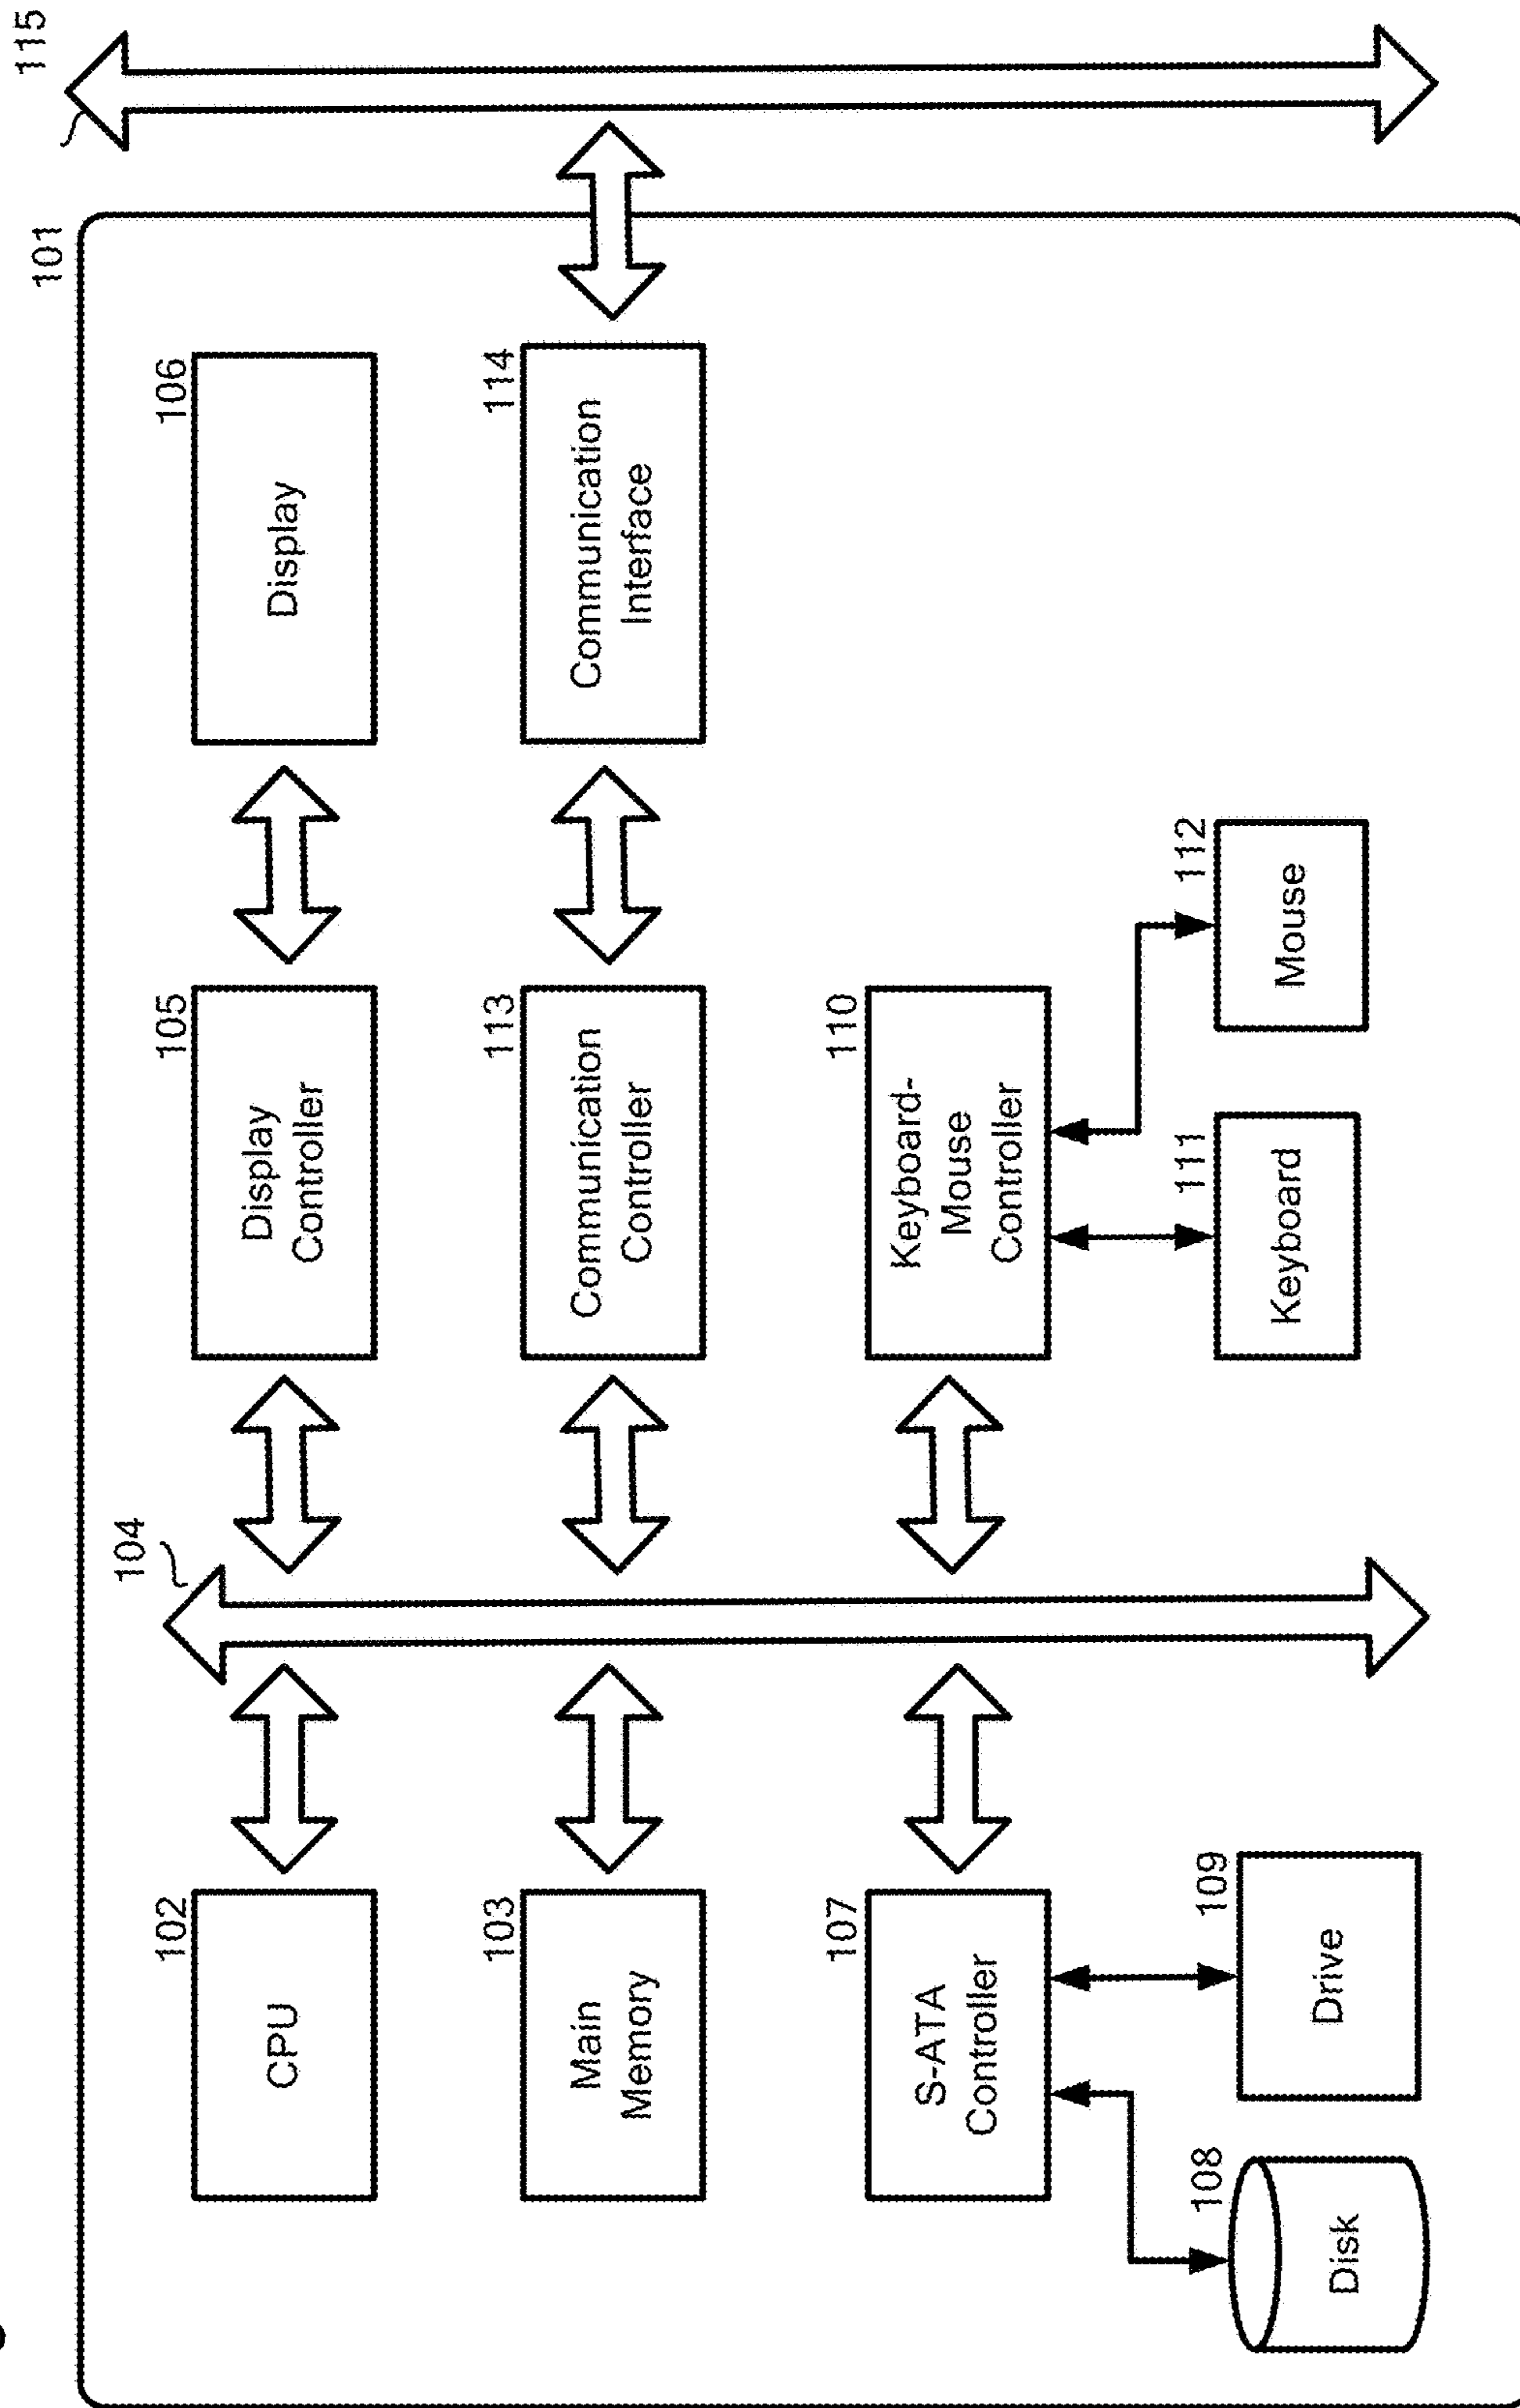 115
101
102
CPU
104
105
Display
Controller
106
Display
103
Main
Memory
113
Communication
Controller
114
Communication
Interface
107
S-ATA
Controller
110
Keyboard-
Mouse
Controller
108
Disk
109
Drive
111
Keyboard
112
Mouse